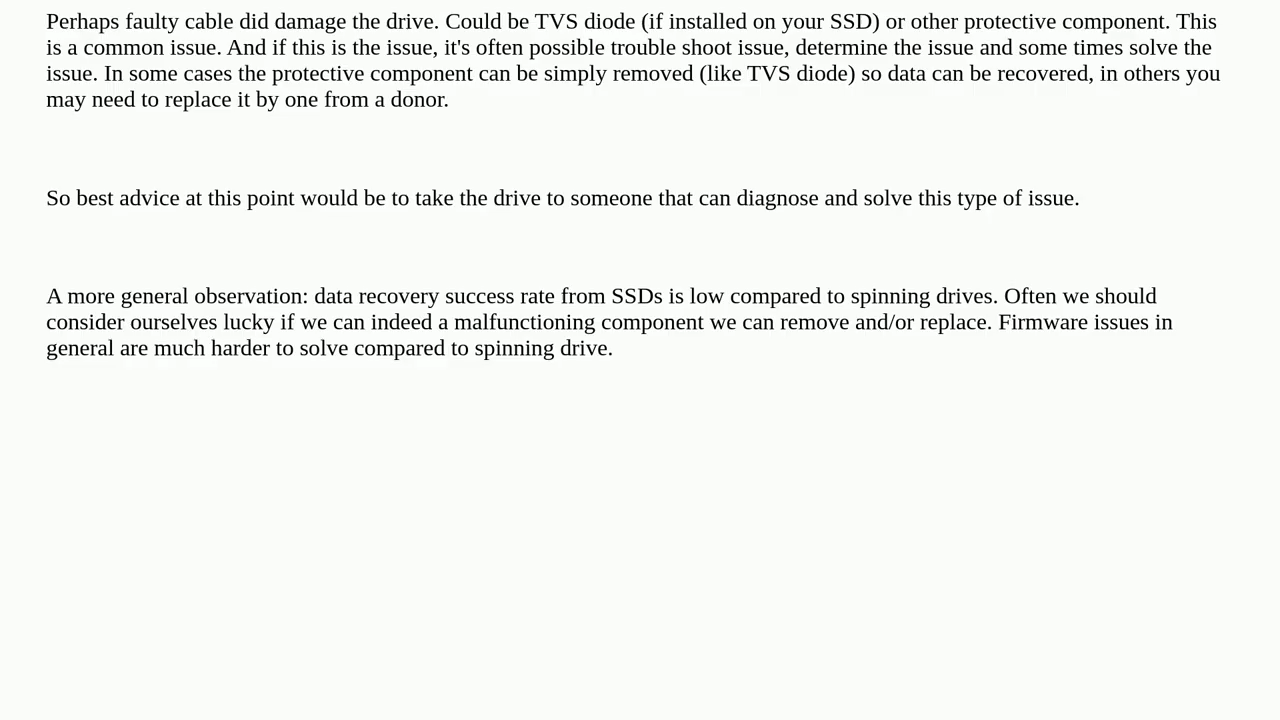 Perhaps faulty cable did damage the drive. Could be TVS diode (if installed on your SSD) or other protective component. This
is a common issue. And if this is the issue, it's often possible trouble shoot issue, determine the issue and some times solve the
issue. In some cases the protective component can be simply removed (like TVS diode) so data can be recovered, in others you
may need to replace it by one from a donor.
So best advice at this point would be to take the drive to someone that can diagnose and solve this type of issue.
A more general observation: data recovery success rate from SSDs is low compared to spinning drives. Often we should
consider ourselves lucky if we can indeed a malfunctioning component we can remove and/or replace. Firmware issues in
general are much harder to solve compared to spinning drive.